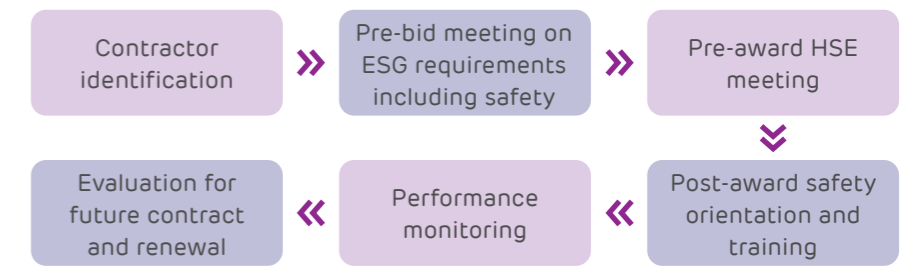 Contractor
identification
Pre-bid meeting on
ESG requirements
including safety
Pre-award HSE
meeting
Post-award safety
orientation and
training
Performance
monitoring
Evaluation for
future contract
and renewal